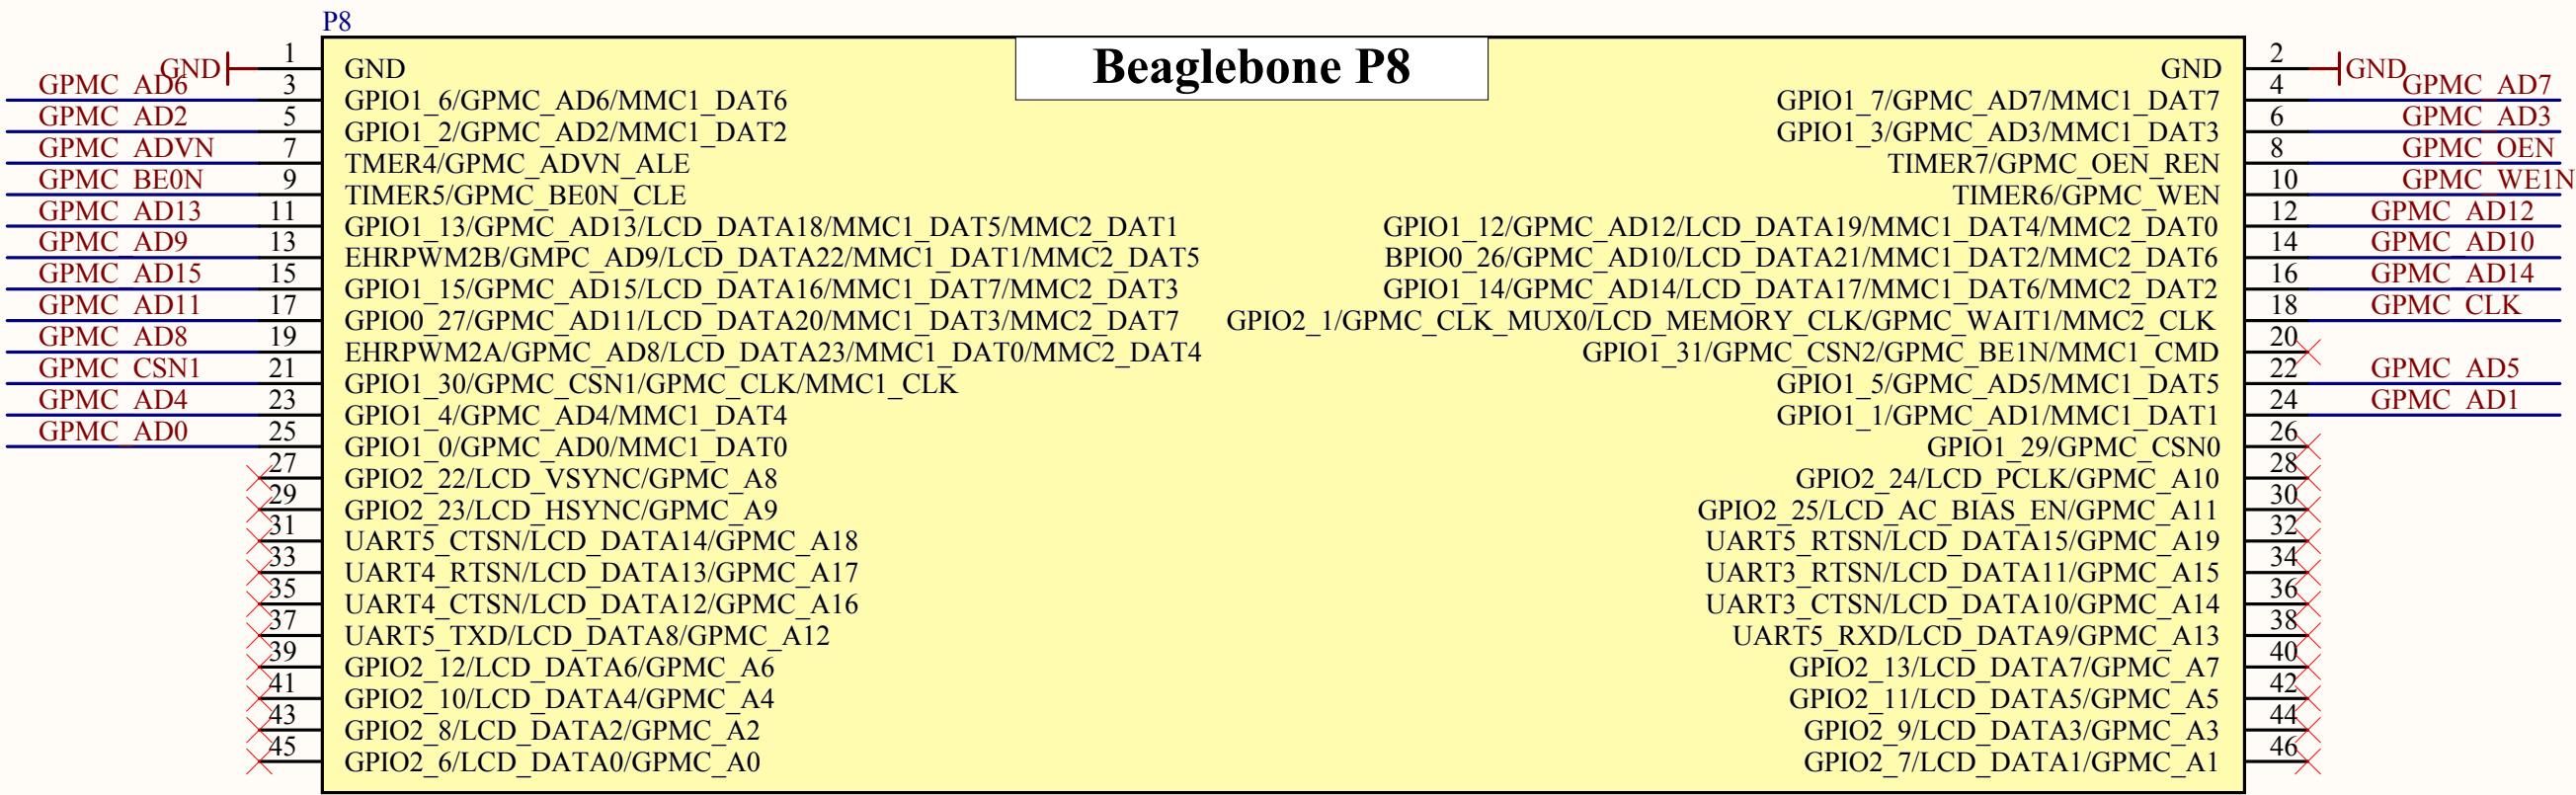 P8
Beaglebone P8
GND 1 GND GND 2 GND
GPMC_AD6 3 GPIO1_6/GPMC_AD6/MMC1_DAT6 GPIO1_7/GPMC_AD7/MMC1_DAT7 4 GPMC_AD7
GPMC_AD2 5 GPIO1_2/GPMC_AD2/MMC1_DAT2 GPIO1_3/GPMC_AD3/MMC1_DAT3 6 GPMC_AD3
GPMC_ADVN 7 TMER4/GPMC_ADVN_ALE TIMER7/GPMC_OEN_REN 8 GPMC_OEN
GPMC_BE0N 9 TIMER5/GPMC_BE0N_CLE TIMER6/GPMC_WEN 10 GPMC_WE1N
GPMC_AD13 11 GPIO1_13/GPMC_AD13/LCD_DATA18/MMC1_DAT5/MMC2_DAT1 GPIO1_12/GPMC_AD12/LCD_DATA19/MMC1_DAT4/MMC2_DAT0 12 GPMC_AD12
GPMC_AD9 13 EHRPWM2B/GMPC_AD9/LCD_DATA22/MMC1_DAT1/MMC2_DAT5 BPIO0_26/GPMC_AD10/LCD_DATA21/MMC1_DAT2/MMC2_DAT6 14 GPMC_AD10
GPMC_AD15 15 GPIO1_15/GPMC_AD15/LCD_DATA16/MMC1_DAT7/MMC2_DAT3 GPIO1_14/GPMC_AD14/LCD_DATA17/MMC1_DAT6/MMC2_DAT2 16 GPMC_AD14
GPMC_AD11 17 GPIO0_27/GPMC_AD11/LCD_DATA20/MMC1_DAT3/MMC2_DAT7 GPIO2_1/GPMC_CLK_MUX0/LCD_MEMORY_CLK/GPMC_WAIT1/MMC2_CLK 18 GPMC_CLK
GPMC_AD8 19 EHRPWM2A/GPMC_AD8/LCD_DATA23/MMC1_DAT0/MMC2_DAT4 GPIO1_31/GPMC_CSN2/GPMC_BE1N/MMC1_CMD 20
GPMC_CSN1 21 GPIO1_30/GPMC_CSN1/GPMC_CLK/MMC1_CLK GPIO1_5/GPMC_AD5/MMC1_DAT5 22 GPMC_AD5
GPMC_AD4 23 GPIO1_4/GPMC_AD4/MMC1_DAT4 GPIO1_1/GPMC_AD1/MMC1_DAT1 24 GPMC_AD1
GPMC_AD0 25 GPIO1_0/GPMC_AD0/MMC1_DAT0 GPIO1_29/GPMC_CSN0 26
27 GPIO2_22/LCD_VSYNC/GPMC_A8 GPIO2_24/LCD_PCLK/GPMC_A10 28
29 GPIO2_23/LCD_HSYNC/GPMC_A9 GPIO2_25/LCD_AC_BIAS_EN/GPMC_A11 30
31 UART5_CTSN/LCD_DATA14/GPMC_A18 UART5_RTSN/LCD_DATA15/GPMC_A19 32
33 UART4_RTSN/LCD_DATA13/GPMC_A17 UART3_RTSN/LCD_DATA11/GPMC_A15 34
35 UART4_CTSN/LCD_DATA12/GPMC_A16 UART3_CTSN/LCD_DATA10/GPMC_A14 36
37 UART5_TXD/LCD_DATA8/GPMC_A12 UART5_RXD/LCD_DATA9/GPMC_A13 38
39 GPIO2_12/LCD_DATA6/GPMC_A6 GPIO2_13/LCD_DATA7/GPMC_A7 40
41 GPIO2_10/LCD_DATA4/GPMC_A4 GPIO2_11/LCD_DATA5/GPMC_A5 42
43 GPIO2_8/LCD_DATA2/GPMC_A2 GPIO2_9/LCD_DATA3/GPMC_A3 44
45 GPIO2_6/LCD_DATA0/GPMC_A0 GPIO2_7/LCD_DATA1/GPMC_A1 46